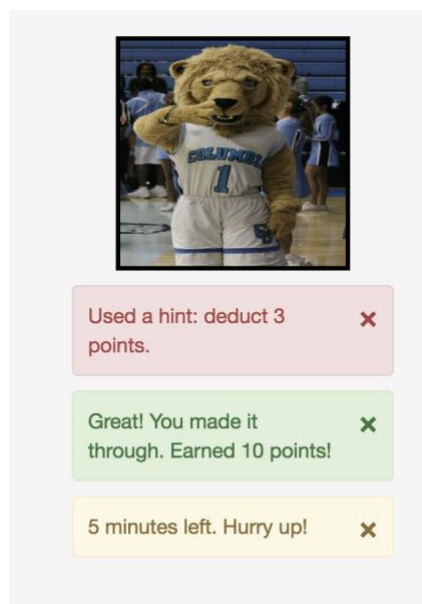 COLUMBIA
1
Used a hint: deduct 3
points.
Great! You made it
through. Earned 10 points!
5 minutes left. Hurry up!